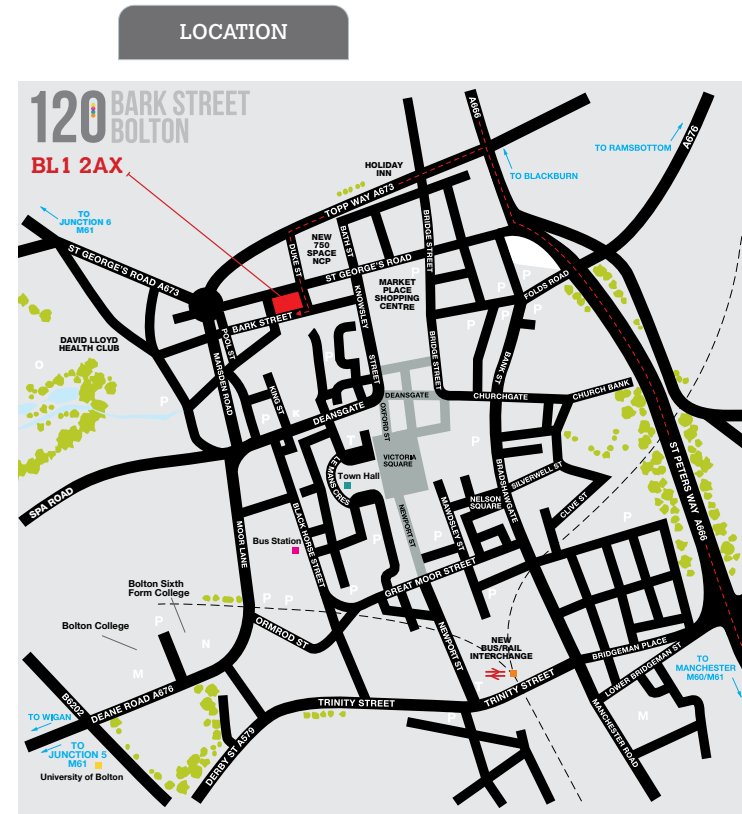 LOCATION
120 BARK STREET
BOLTON
BL1 2AX
A666
A676
TO RAMSBOTTOM
TO BLACKBURN
HOLIDAY
INN
TOPP WAY A673
TO
JUNCTION 6
M61
ST GEORGE'S ROAD A673
NEW
750
SPACE
NCP
BATH ST
DUKE ST
BRIDGE STREET
ST GEORGE'S ROAD
MARKET
PLACE
SHOPPING
CENTRE
P
P
P
FOLDS ROAD
KNOWSLEY
STREET
BARK STREET
POOL ST
P
P
BRIDGE STREET
DAVID LLOYD
HEALTH CLUB
O
P
MARSDEN ROAD
P
BANK ST
KING ST
K
P
DEANSGATE
DEANSGATE
OXFORD ST
CHURCHGATE
CHURCH BANK
T
P
VICTORIA
SQUARE
ST PETERS WAY A666
LE MANS CRES
Town Hall
BRADSHAWGATE
SILVERWELL ST
NELSON
SQUARE
CLIVE ST
SPA ROAD
MOOR LANE
BLACK HORSE STREET
NEWPORT ST
MAWDSLEY ST
P
Bus Station
P
P
GREAT MOOR STREET
Bolton Sixth
Form College
P
P
P
P
P
Bolton College
N
ORMROD ST
NEWPORT ST
NEW
BUS/RAIL
INTERCHANGE
BRIDGEMAN PLACE
LOWER BRIDGEMAN ST
TO
MANCHESTER
M60/M61
M
T
TRINITY STREET
TRINITY STREET
B6202
DEANE ROAD A676
TO WIGAN
P
M
MANCHESTER ROAD
DERBY ST A579
TO
JUNCTION 5
M61
University of Bolton